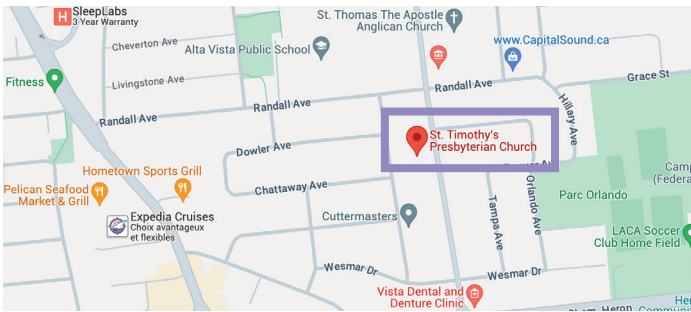 SleepLabs
3 Year Warranty
H
St. Thomas The Apostle
Anglican Church
www.CapitalSound.ca
Cheverton Ave
Alta Vista Public School
Fitness
Livingstone Ave
Randall Ave
Grace St
Randall Ave
Randall Ave
Hillary Ave
St. Timothy's
Presbyterian Church
Dowler Ave
Hometown Sports Grill
Chattaway Ave
Orlando Ave
Tampa Ave
Parc Orlando
Pelican Seafood
Market & Grill
Expedia Cruises
Choix avantageux
et flexibles
Cuttermasters
LACA Soccer
Club Home Field
Wesmar Dr
Wesmar Dr
Vista Dental and
Denture Clinic
Heron